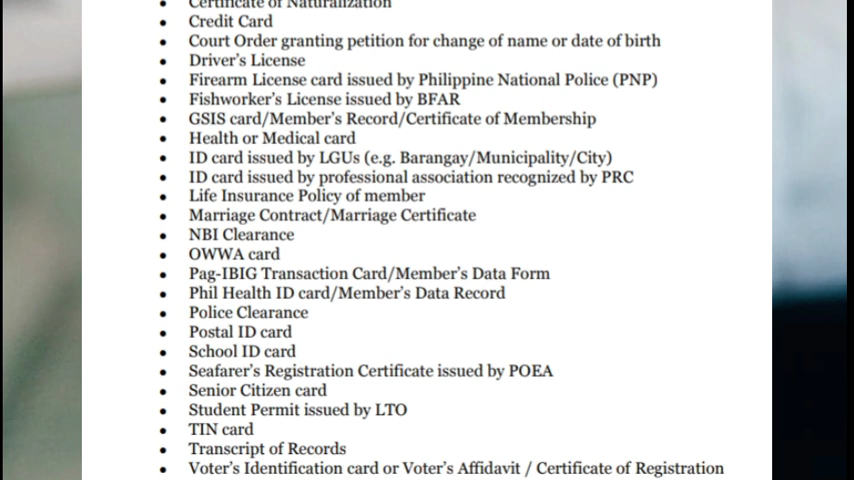 • Certificate of Naturalization
• Credit Card
• Court Order granting petition for change of name or date of birth
• Driver's License
• Firearm License card issued by Philippine National Police (PNP)
• Fishworker's License issued by BFAR
• GSIS card/Member's Record/Certificate of Membership
• Health or Medical card
• ID card issued by LGUs (e.g. Barangay/Municipality/City)
• ID card issued by professional association recognized by PRC
• Life Insurance Policy of member
• Marriage Contract/Marriage Certificate
• NBI Clearance
• OWWA card
• Pag-IBIG Transaction Card/Member's Data Form
• Phil Health ID card/Member's Data Record
• Police Clearance
• Postal ID card
• School ID card
• Seafarer's Registration Certificate issued by POEA
• Senior Citizen card
• Student Permit issued by LTO
• TIN card
• Transcript of Records
• Voter's Identification card or Voter's Affidavit / Certificate of Registration